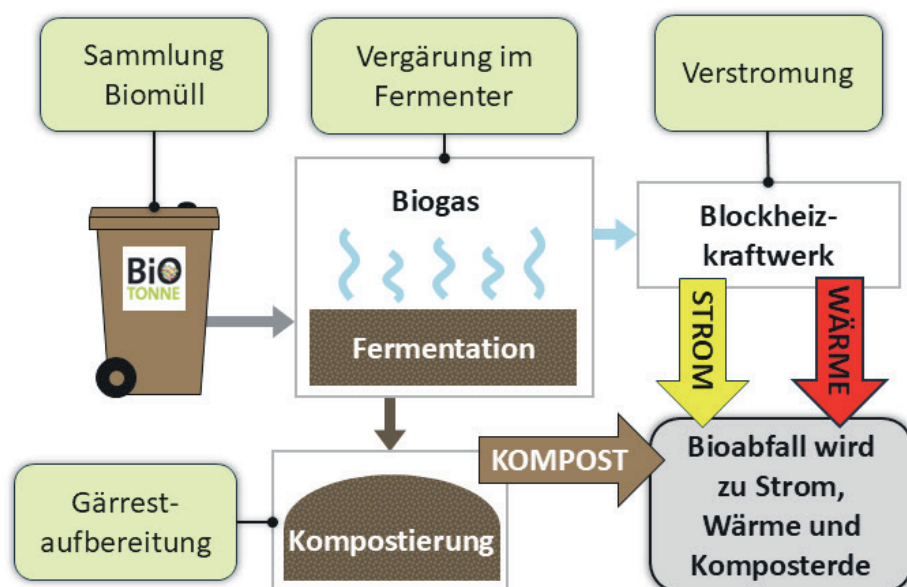 Sammlung
Biomüll
Vergärung im
Fermenter
Verstromung
BiO
TONNE
Biogas
Fermentation
Blockheiz-
kraftwerk
STROM
WÄRME
Gärrest-
aufbereitung
Kompostierung
KOMPOST
Bioabfall wird
zu Strom,
Wärme und
Komposterde